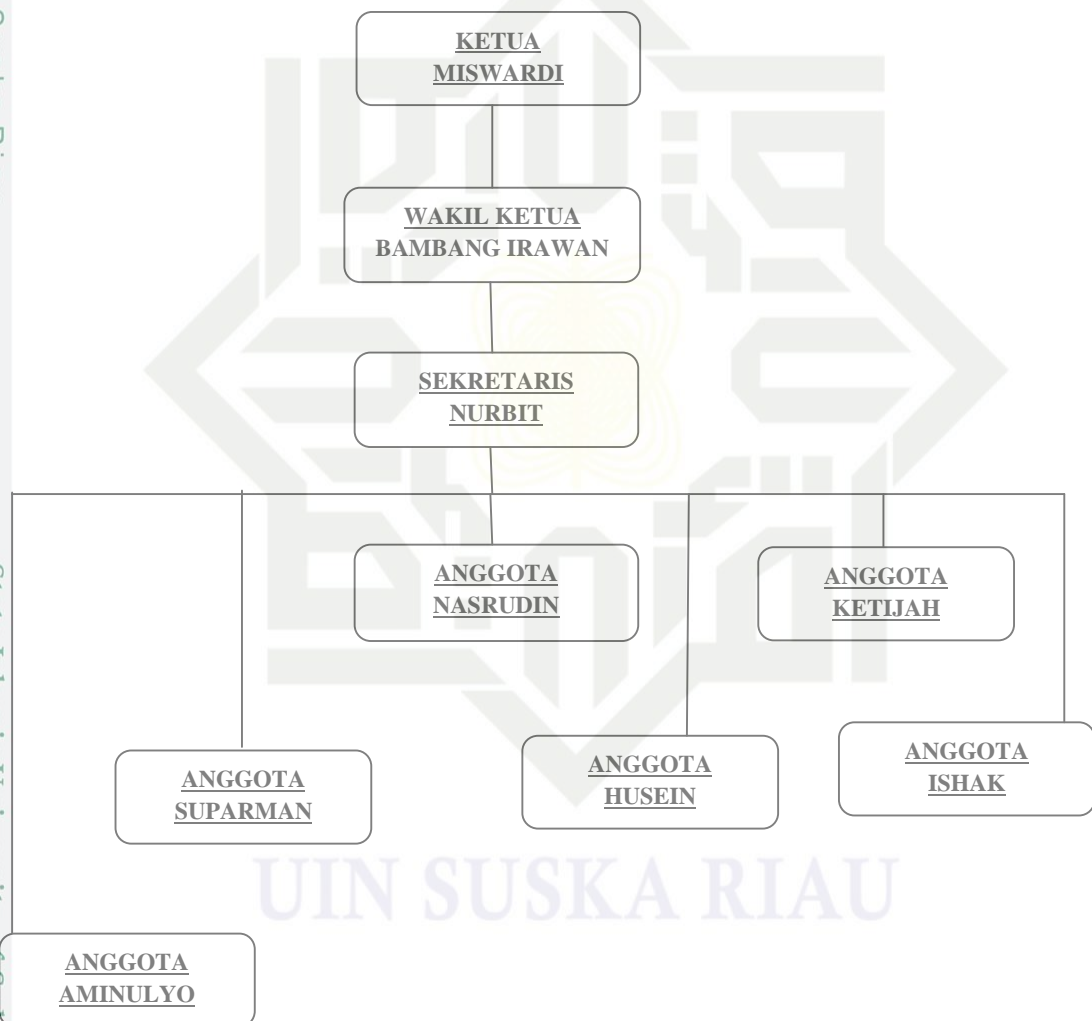 KETUA
MISWARDI
WAKIL KETUA
BAMBANG IRAWAN
SEKRETARIS
NURBIT
ANGGOTA
NASRUDIN
ANGGOTA
KETIJAH
ANGGOTA
SUPARMAN
ANGGOTA
HUSEIN
ANGGOTA
ISHAK
UIN SUSKA RIAU
ANGGOTA
AMINULYO